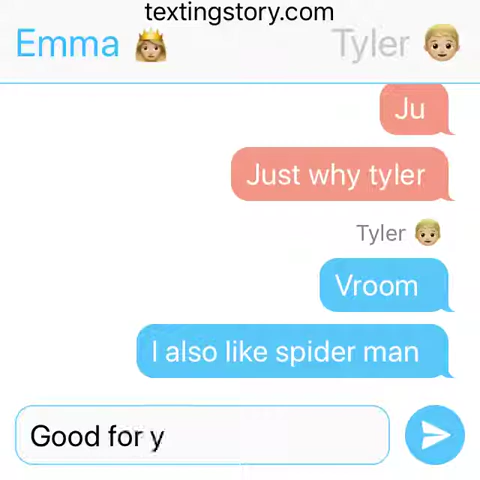 textingstory.com
Emma 👸🏼 Tyler 👦🏼
Ju
Just why tyler
Tyler 👦🏼
Vroom
I also like spider man
Good for y